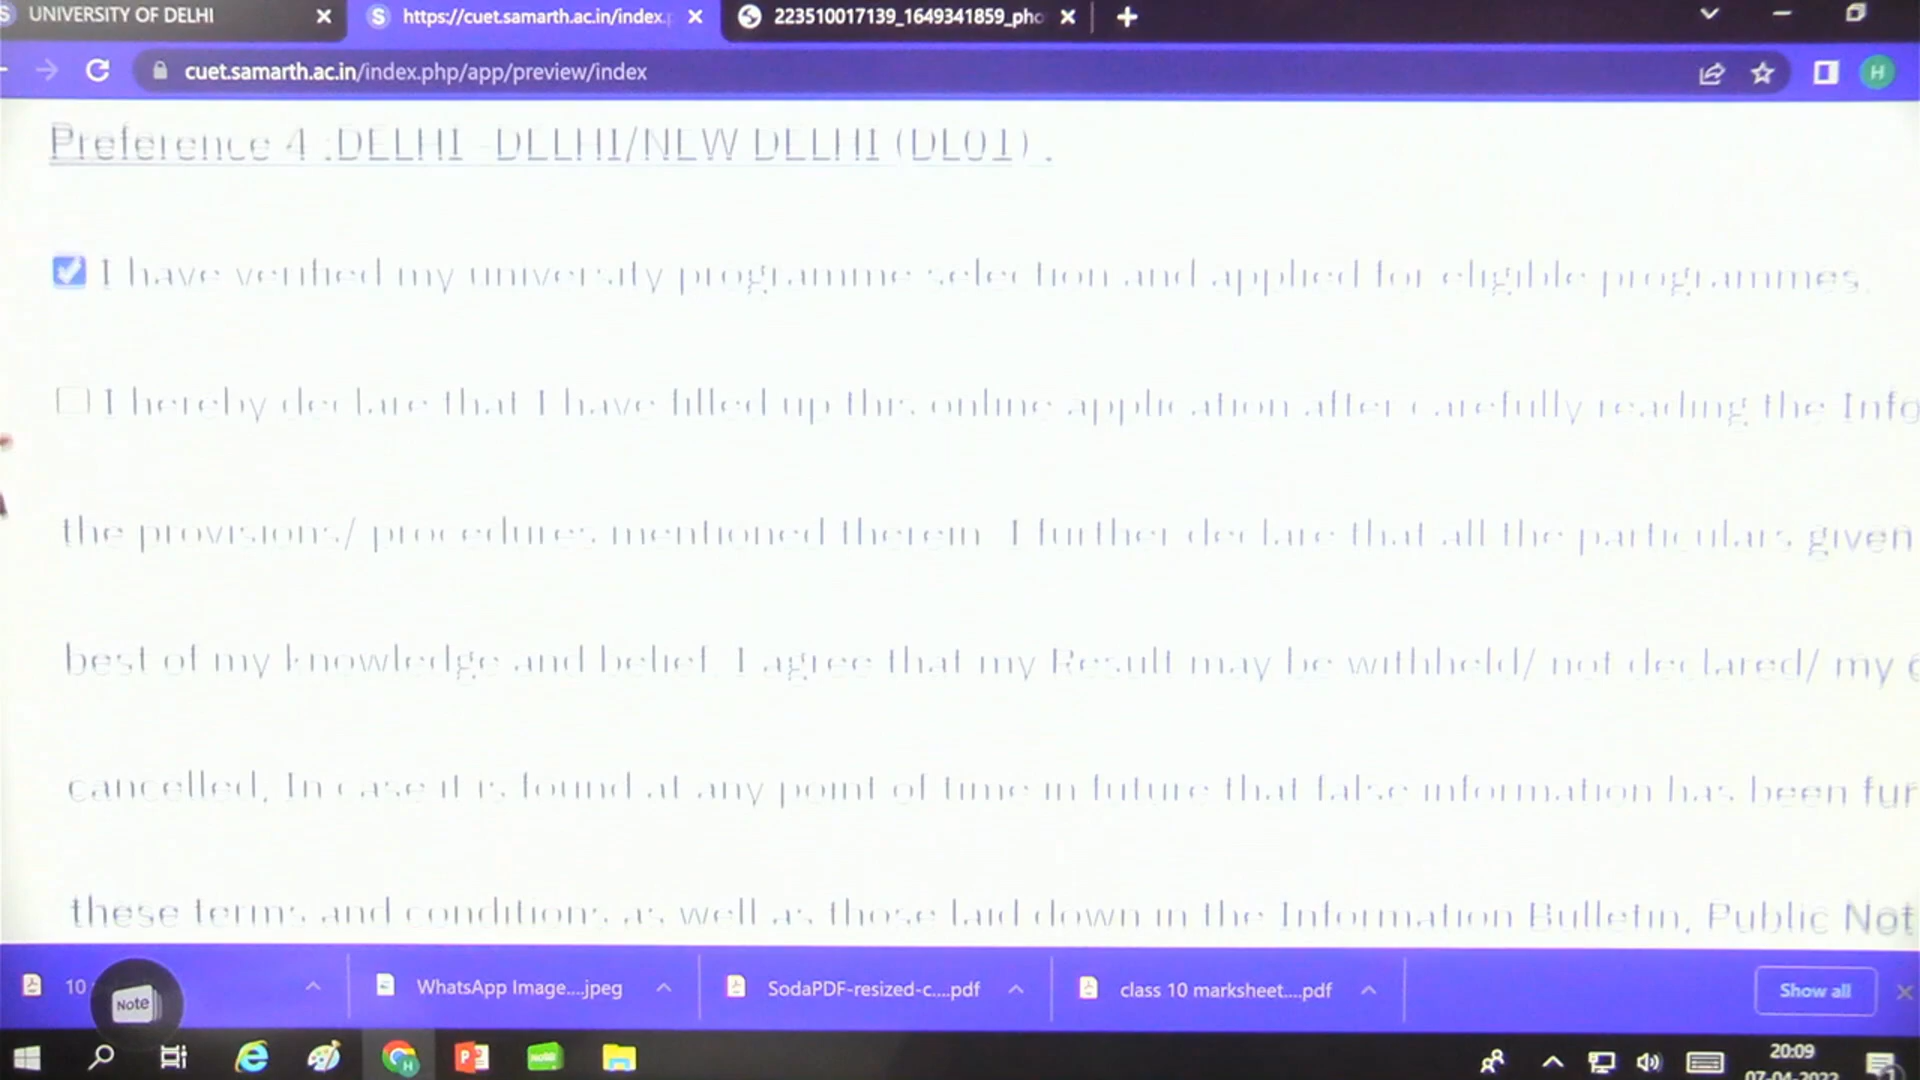 UNIVERSITY OF DELHI
https://cuet.samarth.ac.in/index.p
223510017139_1649341859_pho
cuet.samarth.ac.in/index.php/app/preview/index
H
Preference 4 :DELHI -DELHI/NEW DELHI (DL01) .
I have verified my university programme selection and applied for eligible programmes.
I hereby declare that I have filled up this online application after carefully reading the Info
the provisions/ procedures mentioned therein. I further declare that all the particulars given
best of my knowledge and belief. I agree that my Result may be withheld/ not declared/ my c
cancelled, In case it is found at any point of time in future that false information has been fur
these terms and conditions as well as those laid down in the Information Bulletin, Public Not
10
Note
WhatsApp Image....jpeg
SodaPDF-resized-c....pdf
class 10 marksheet....pdf
Show all
20:09
07-04-2022